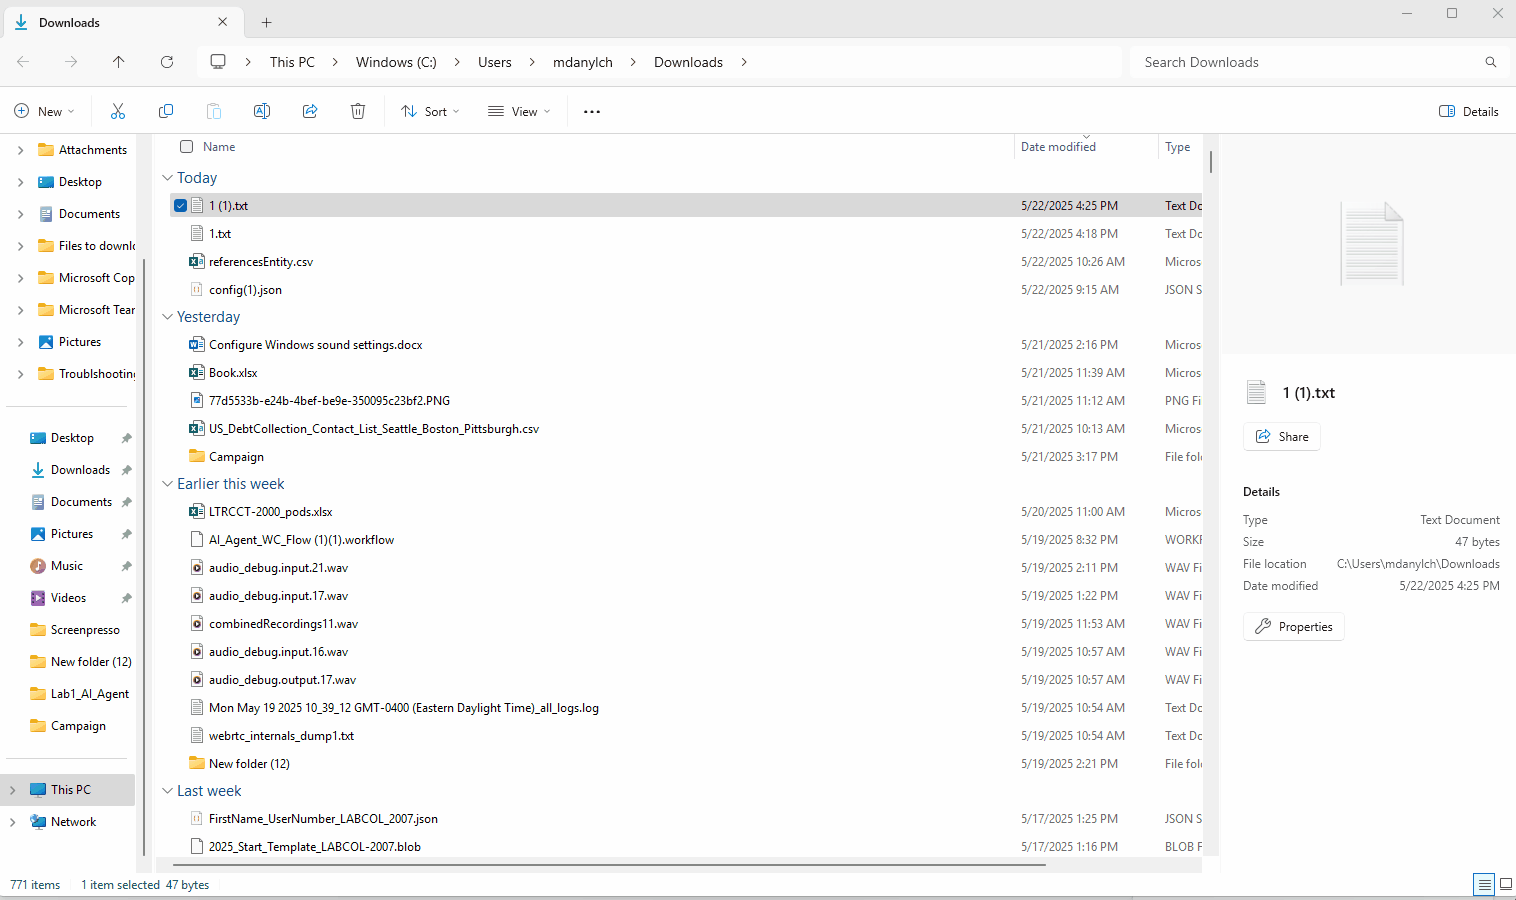 Downloads
This PC > Windows (C:) > Users > mdanylch > Downloads >
Search Downloads
New
Sort
View
Details
Attachments
Desktop
Documents
Files to downlo
Microsoft Cop
Microsoft Tear
Pictures
Troublshooting
Desktop
Downloads
Documents
Pictures
Music
Videos
Screenpresso
New folder (12)
Lab1_AI_Agent
Campaign
This PC
Network
Name Date modified Type
Today
1 (1).txt 5/22/2025 4:25 PM Text Do
1.txt 5/22/2025 4:18 PM Text Do
referencesEntity.csv 5/22/2025 10:26 AM Micros
config(1).json 5/22/2025 9:15 AM JSON S
Yesterday
Configure Windows sound settings.docx 5/21/2025 2:16 PM Micros
Book.xlsx 5/21/2025 11:39 AM Micros
77d5533b-e24b-4bef-be9e-350095c23bf2.PNG 5/21/2025 11:12 AM PNG Fi
US_DebtCollection_Contact_List_Seattle_Boston_Pittsburgh.csv 5/21/2025 10:13 AM Micros
Campaign 5/21/2025 3:17 PM File fol
Earlier this week
LTRCCT-2000_pods.xlsx 5/20/2025 11:00 AM Micros
AI_Agent_WC_Flow (1)(1).workflow 5/19/2025 8:32 PM WORKF
audio_debug.input.21.wav 5/19/2025 2:11 PM WAV Fi
audio_debug.input.17.wav 5/19/2025 1:22 PM WAV Fi
combinedRecordings11.wav 5/19/2025 11:53 AM WAV Fi
audio_debug.input.16.wav 5/19/2025 10:57 AM WAV Fi
audio_debug.output.17.wav 5/19/2025 10:57 AM WAV Fi
Mon May 19 2025 10_39_12 GMT-0400 (Eastern Daylight Time)_all_logs.log 5/19/2025 10:54 AM Text Do
webrtc_internals_dump1.txt 5/19/2025 10:54 AM Text Do
New folder (12) 5/19/2025 2:21 PM File fol
Last week
FirstName_UserNumber_LABCOL_2007.json 5/17/2025 1:25 PM JSON S
2025_Start_Template_LABCOL-2007.blob 5/17/2025 1:16 PM BLOB F
1 (1).txt
Share
Details
Type Text Document
Size 47 bytes
File location C:\Users\mdanylch\Downloads
Date modified 5/22/2025 4:25 PM
Properties
771 items 1 item selected 47 bytes